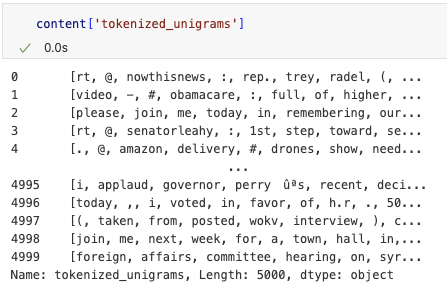 content['tokenized_unigrams']
✓ 0.0s
0 [rt, @, nowthisnews, :, rep., trey, radel, (, ...
1 [video, –, #, obamacare, :, full, of, higher, ...
2 [please, join, me, today, in, remembering, our...
3 [rt, @, senatorleahy, :, 1st, step, toward, se...
4 [., @, amazon, delivery, #, drones, show, need...
...
4995 [i, applaud, governor, perry ûªs, recent, deci...
4996 [today, ,, i, voted, in, favor, of, h.r, ., 50...
4997 [(, taken, from, posted, wokv, interview, ), c...
4998 [join, me, next, week, for, a, town, hall, in,...
4999 [foreign, affairs, committee, hearing, on, syr...
Name: tokenized_unigrams, Length: 5000, dtype: object